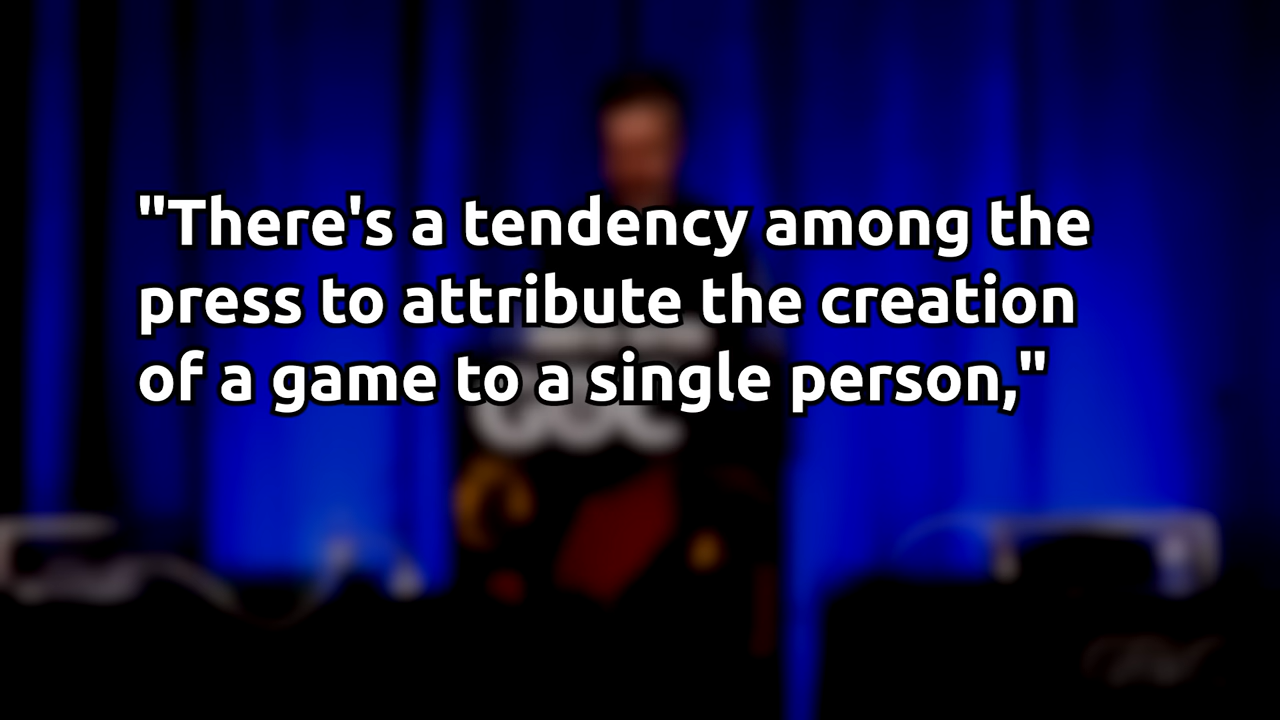 "There's a tendency among the
press to attribute the creation
of a game to a single person,"